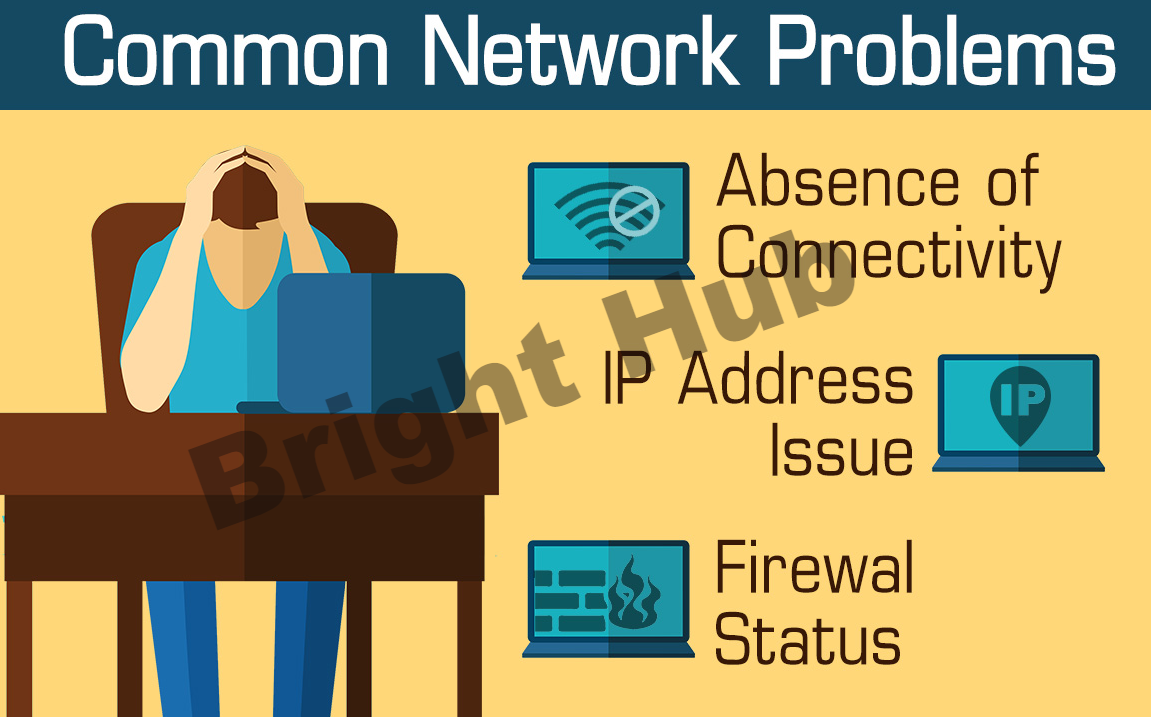 Common Network Problems
Absence of
Connectivity
IP Address
Issue
IP
Firewal
Status
Bright Hub